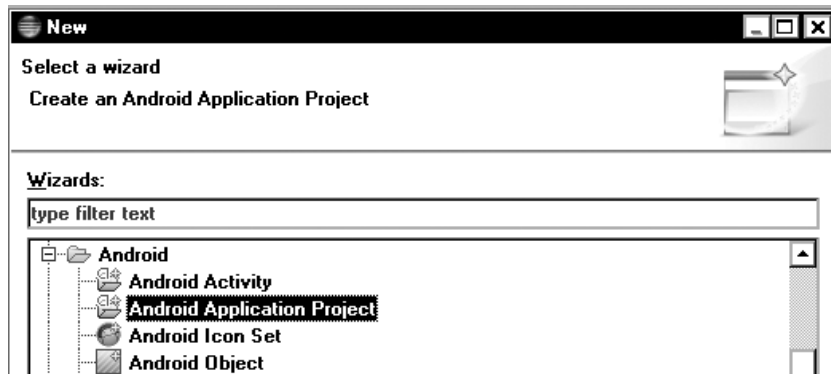 New
Select a wizard
Create an Android Application Project
Wizards:
type filter text
Android
Android Activity
Android Application Project
Android Icon Set
Android Object